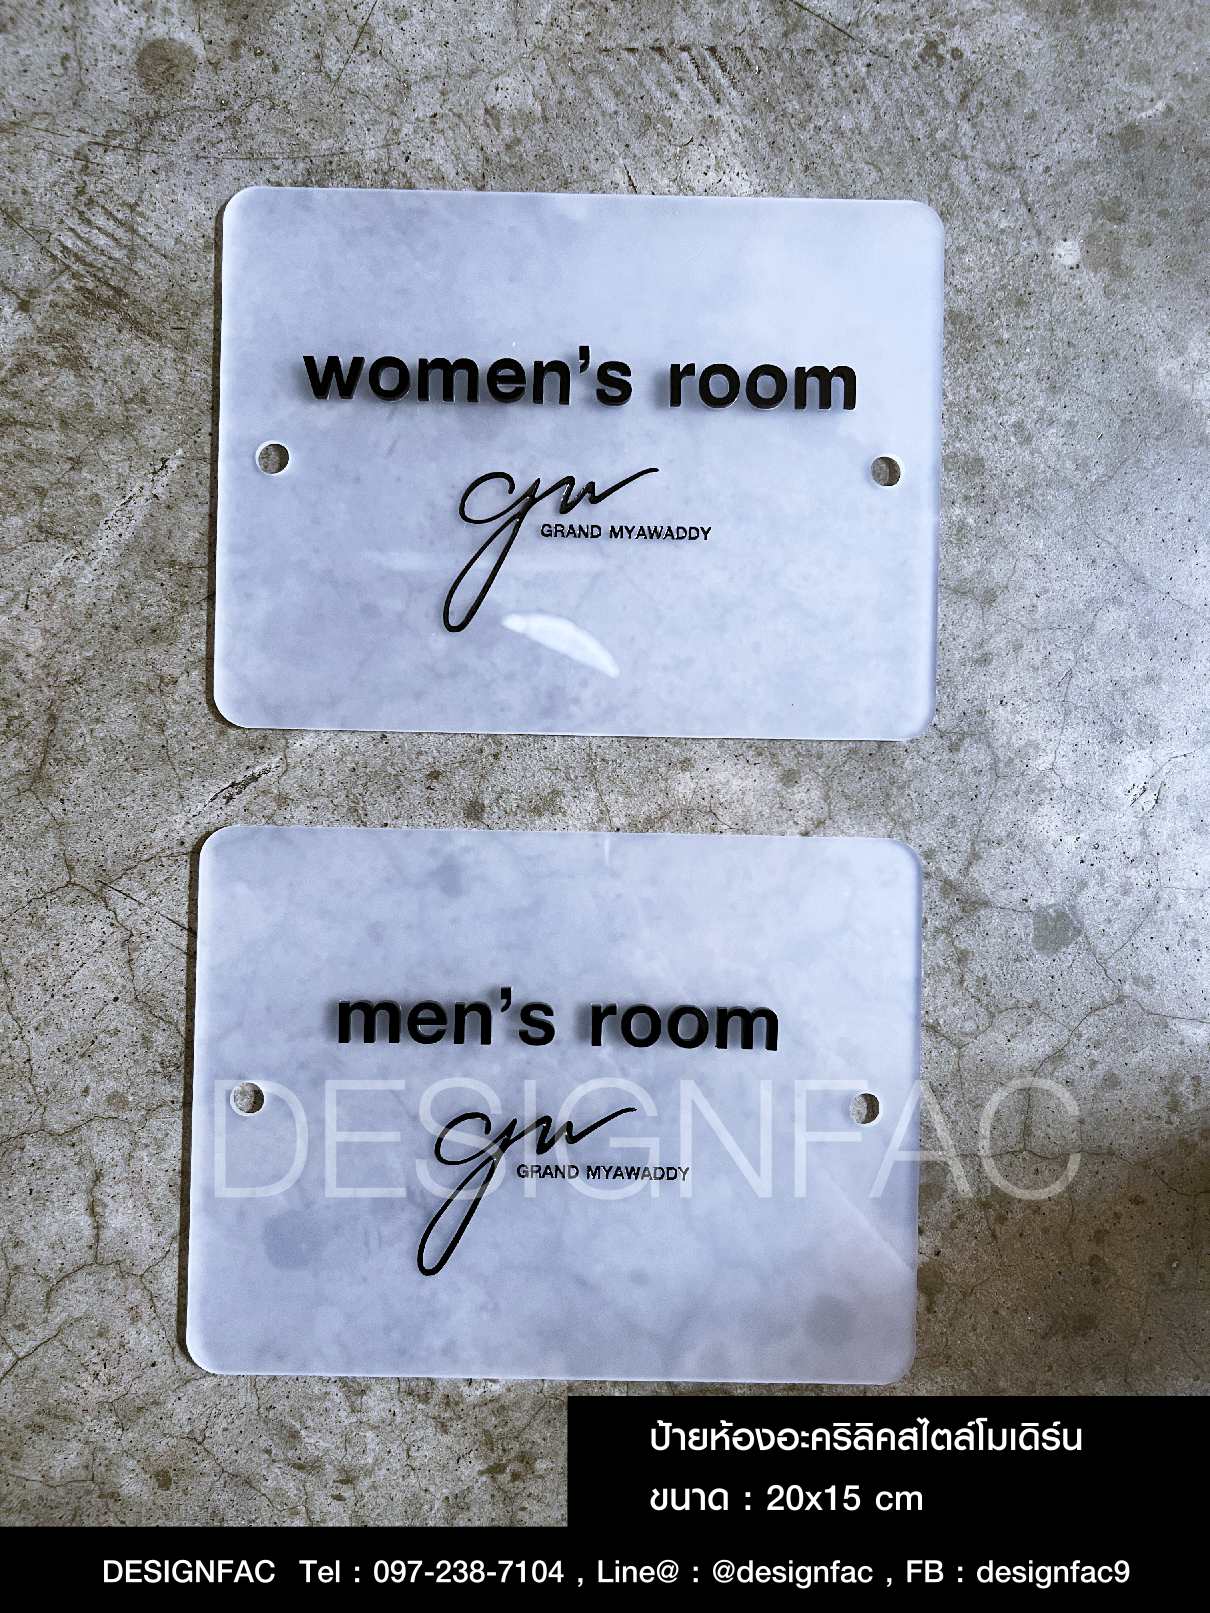 women's room
gw
GRAND MYAWADDY
men's room
DESIGNFAC
gw
GRAND MYAWADDY
ป้ายห้องอะคริลิคสไตล์โมเดิร์น
ขนาด : 20x15 cm
DESIGNFAC Tel : 097-238-7104 , Line@ : @designfac , FB : designfac9